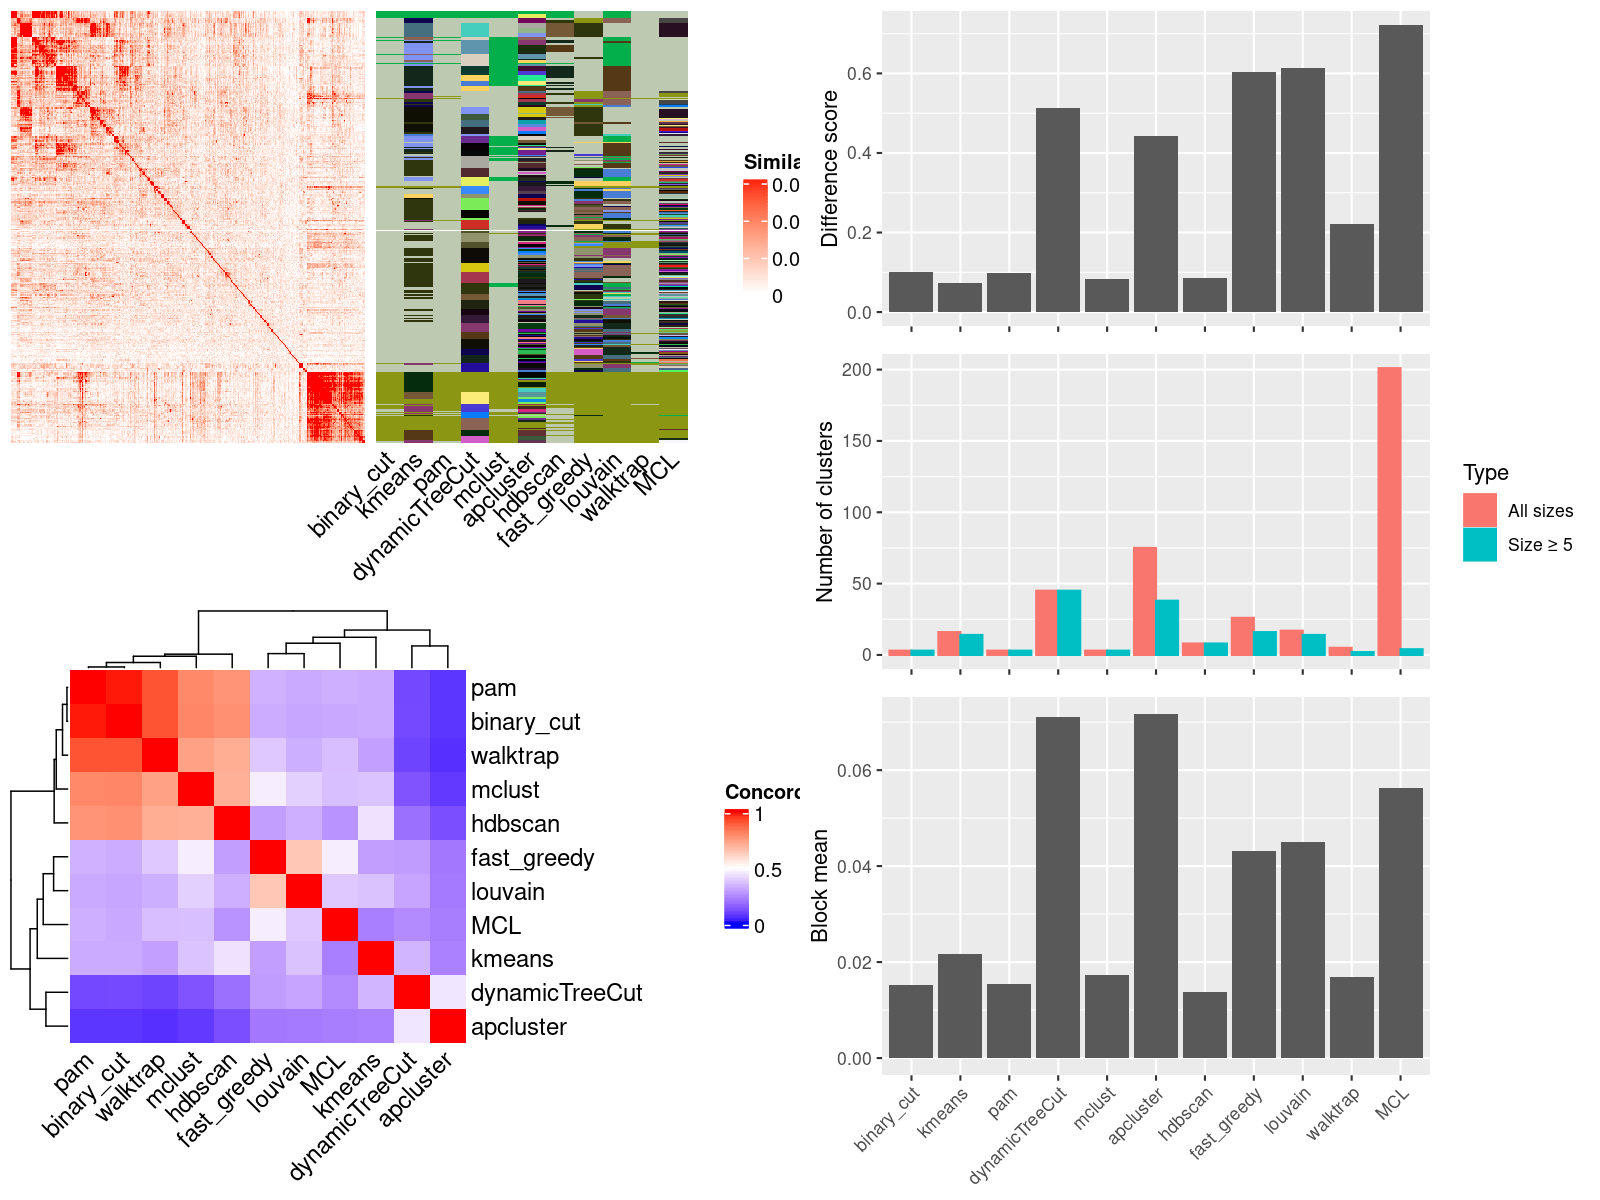 Simila
0.0
0.0
0.0
0
binary_cut
kmeans
pam
dynamicTreeCut
mclust
apcluster
hdbscan
fast_greedy
louvain
walktrap
MCL
pam
binary_cut
walktrap
mclust
hdbscan
fast_greedy
louvain
MCL
kmeans
dynamicTreeCut
apcluster
pam
binary_cut
walktrap
mclust
hdbscan
fast_greedy
louvain
MCL
kmeans
dynamicTreeCut
apcluster
Concord
1
0.5
0
Difference score
0.6
0.4
0.2
0.0
Number of clusters
200
150
100
50
0
Type
All sizes
Size ≥ 5
Block mean
0.06
0.04
0.02
0.00
binary_cut
kmeans
pam
dynamicTreeCut
mclust
apcluster
hdbscan
fast_greedy
louvain
walktrap
MCL